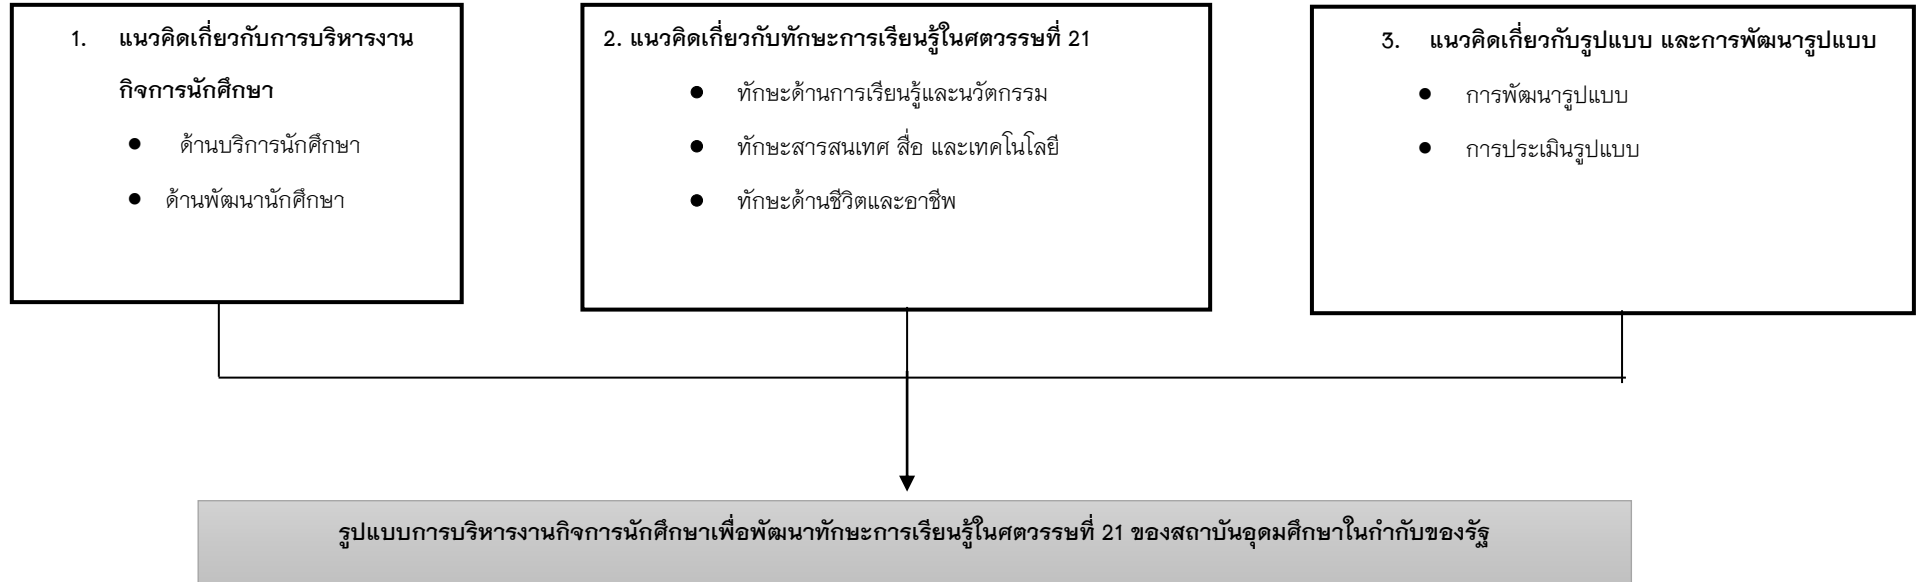 1. แนวคิดเกี่ยวกับการบริหารงาน
กิจการนักศึกษา
● ด้านบริการนักศึกษา
● ด้านพัฒนานักศึกษา
2. แนวคิดเกี่ยวกับทักษะการเรียนรู้ในศตวรรษที่ 21
● ทักษะด้านการเรียนรู้และนวัตกรรม
● ทักษะสารสนเทศ สื่อ และเทคโนโลยี
● ทักษะด้านชีวิตและอาชีพ
3. แนวคิดเกี่ยวกับรูปแบบ และการพัฒนารูปแบบ
● การพัฒนารูปแบบ
● การประเมินรูปแบบ
รูปแบบการบริหารงานกิจการนักศึกษาเพื่อพัฒนาทักษะการเรียนรู้ในศตวรรษที่ 21 ของสถาบันอุดมศึกษาในกำกับของรัฐ